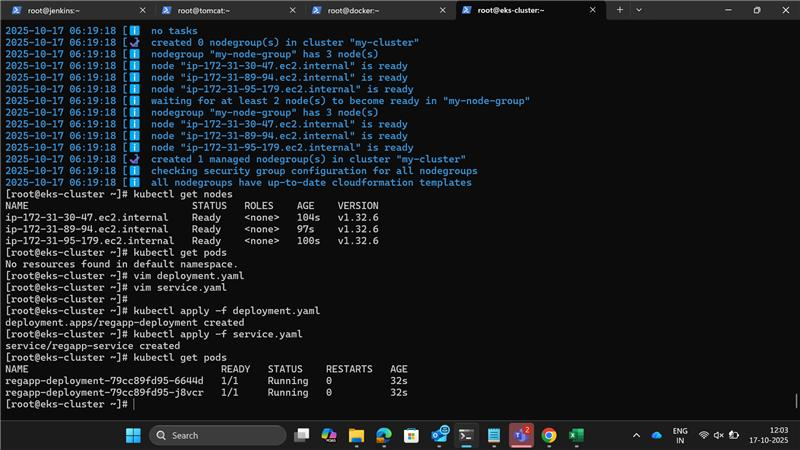 root@jenkins:~
root@tomcat:~
root@docker:~
root@eks-cluster:~
2025-10-17 06:19:18 [i]  no tasks
2025-10-17 06:19:18 [  created 0 nodegroup(s) in cluster "my-cluster"
2025-10-17 06:19:18 [i]  nodegroup "my-node-group" has 3 node(s)
2025-10-17 06:19:18 [i]  node "ip-172-31-30-47.ec2.internal" is ready
2025-10-17 06:19:18 [i]  node "ip-172-31-89-94.ec2.internal" is ready
2025-10-17 06:19:18 [i]  node "ip-172-31-95-179.ec2.internal" is ready
2025-10-17 06:19:18 [i]  waiting for at least 2 node(s) to become ready in "my-node-group"
2025-10-17 06:19:18 [i]  nodegroup "my-node-group" has 3 node(s)
2025-10-17 06:19:18 [i]  node "ip-172-31-30-47.ec2.internal" is ready
2025-10-17 06:19:18 [i]  node "ip-172-31-89-94.ec2.internal" is ready
2025-10-17 06:19:18 [i]  node "ip-172-31-95-179.ec2.internal" is ready
2025-10-17 06:19:18 [  created 1 managed nodegroup(s) in cluster "my-cluster"
2025-10-17 06:19:18 [i]  checking security group configuration for all nodegroups
2025-10-17 06:19:18 [i]  all nodegroups have up-to-date cloudformation templates
[root@eks-cluster ~]# kubectl get nodes
NAME                            STATUS   ROLES    AGE    VERSION
ip-172-31-30-47.ec2.internal    Ready    <none>   104s   v1.32.6
ip-172-31-89-94.ec2.internal    Ready    <none>   97s    v1.32.6
ip-172-31-95-179.ec2.internal   Ready    <none>   100s   v1.32.6
[root@eks-cluster ~]# kubectl get pods
No resources found in default namespace.
[root@eks-cluster ~]# vim deployment.yaml
[root@eks-cluster ~]# vim service.yaml
[root@eks-cluster ~]#
[root@eks-cluster ~]# kubectl apply -f deployment.yaml
deployment.apps/regapp-deployment created
[root@eks-cluster ~]# kubectl apply -f service.yaml
service/regapp-service created
[root@eks-cluster ~]# kubectl get pods
NAME                                 READY   STATUS    RESTARTS   AGE
regapp-deployment-79cc89fd95-6644d   1/1     Running   0          32s
regapp-deployment-79cc89fd95-j8vcr   1/1     Running   0          32s
[root@eks-cluster ~]#
Search
2
ENG
IN
12:03
17-10-2025